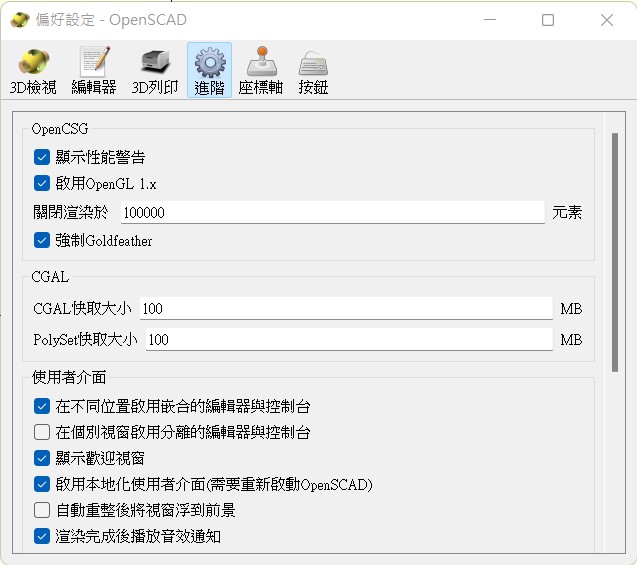 偏好設定 - OpenSCAD
3D檢視 編輯器 3D列印 進階 座標軸 按鈕
OpenCSG
顯示性能警告
啟用OpenGL 1.x
關閉渲染於 100000 元素
強制Goldfeather
CGAL
CGAL快取大小 100 MB
PolySet快取大小 100 MB
使用者介面
在不同位置啟用嵌合的編輯器與控制台
在個別視窗啟用分離的編輯器與控制台
顯示歡迎視窗
啟用本地化使用者介面(需要重新啟動OpenSCAD)
自動重整後將視窗浮到前景
渲染完成後播放音效通知